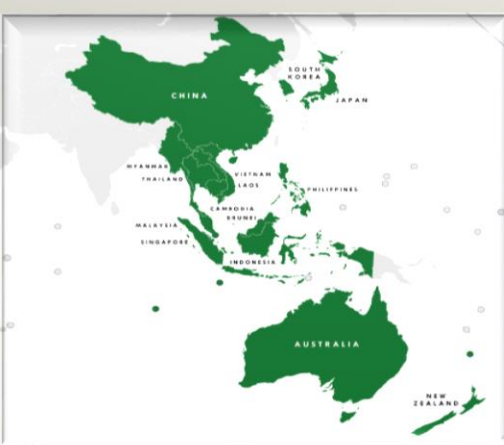 SOUTH
KOREA
CHINA
JAPAN
MYANMAR
VIETNAM
THAILAND
LAOS
PHILIPPINES
CAMBODIA
BRUNEI
MALAYSIA
SINGAPORE
INDONESIA
AUSTRALIA
NEW
ZEALAND